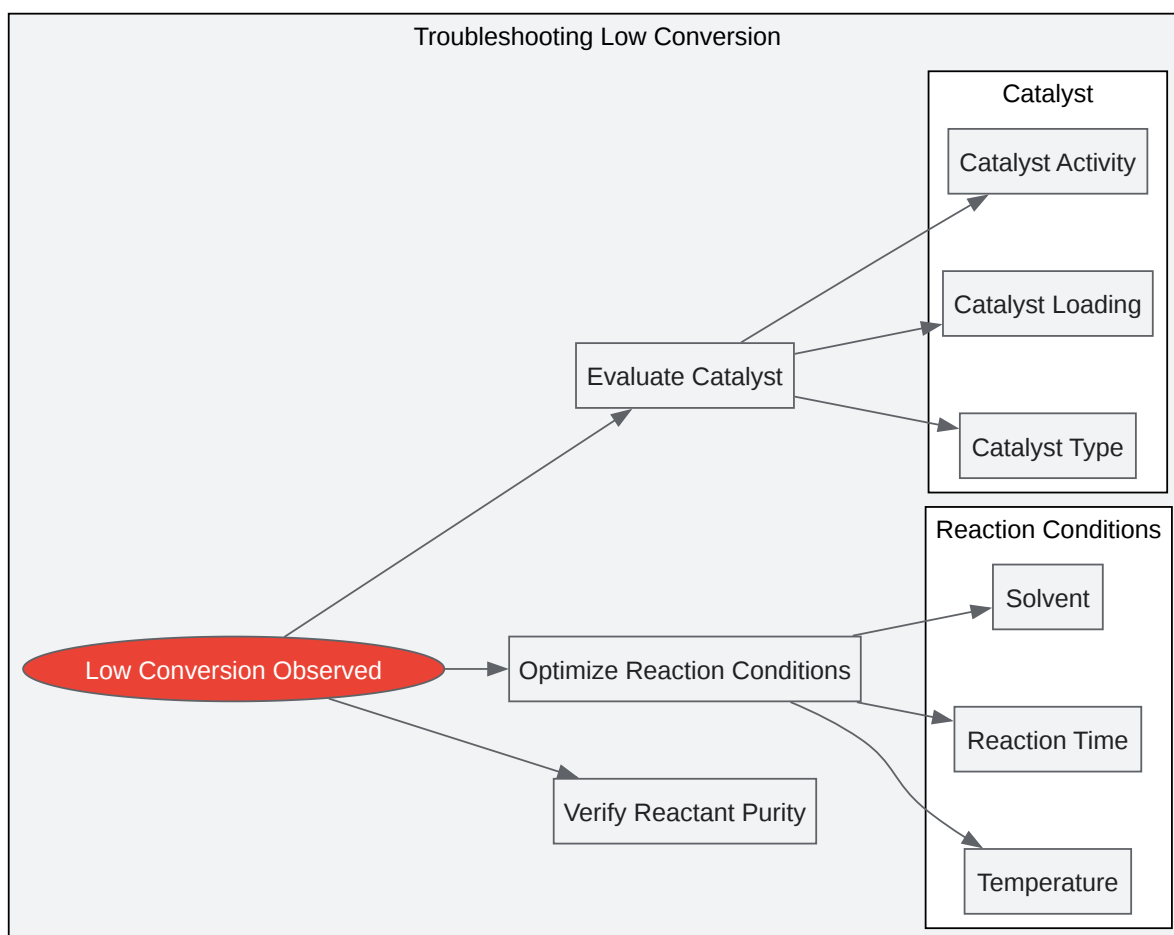 Troubleshooting Low Conversion
Catalyst
Catalyst Activity
Catalyst Loading
Evaluate Catalyst
Catalyst Type
Reaction Conditions
Solvent
Low Conversion Observed
Optimize Reaction Conditions
Reaction Time
Verify Reactant Purity
Temperature